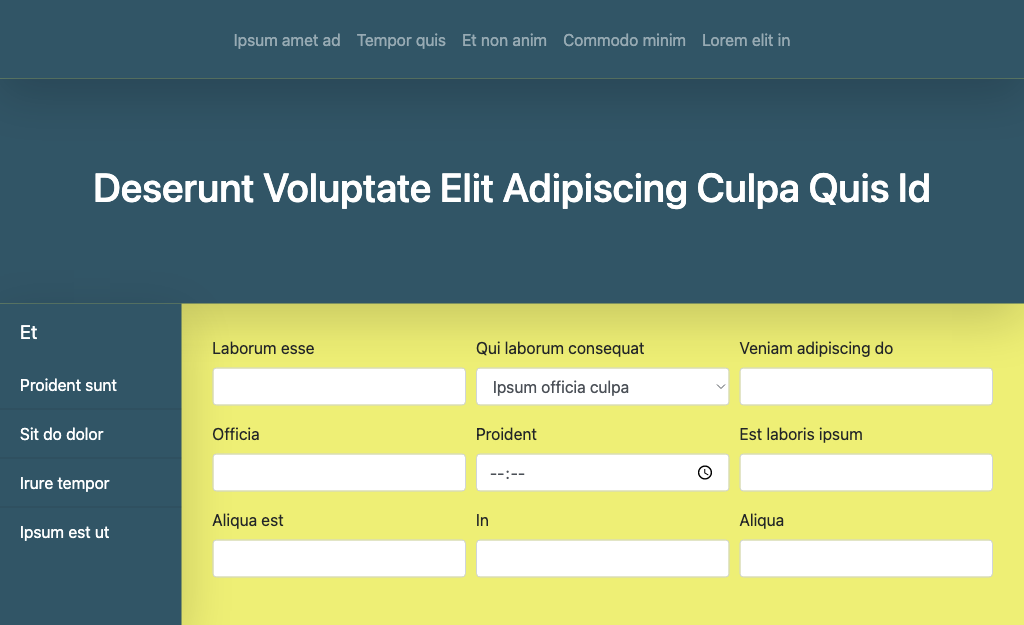 Ipsum amet ad Tempor quis Et non anim Commodo minim Lorem elit in
Deserunt Voluptate Elit Adipiscing Culpa Quis Id
Et
Proident sunt
Sit do dolor
Irure tempor
Ipsum est ut
Laborum esse
Qui laborum consequat
Ipsum officia culpa
Veniam adipiscing do
Officia
Proident
--:--
Est laboris ipsum
Aliqua est
In
Aliqua